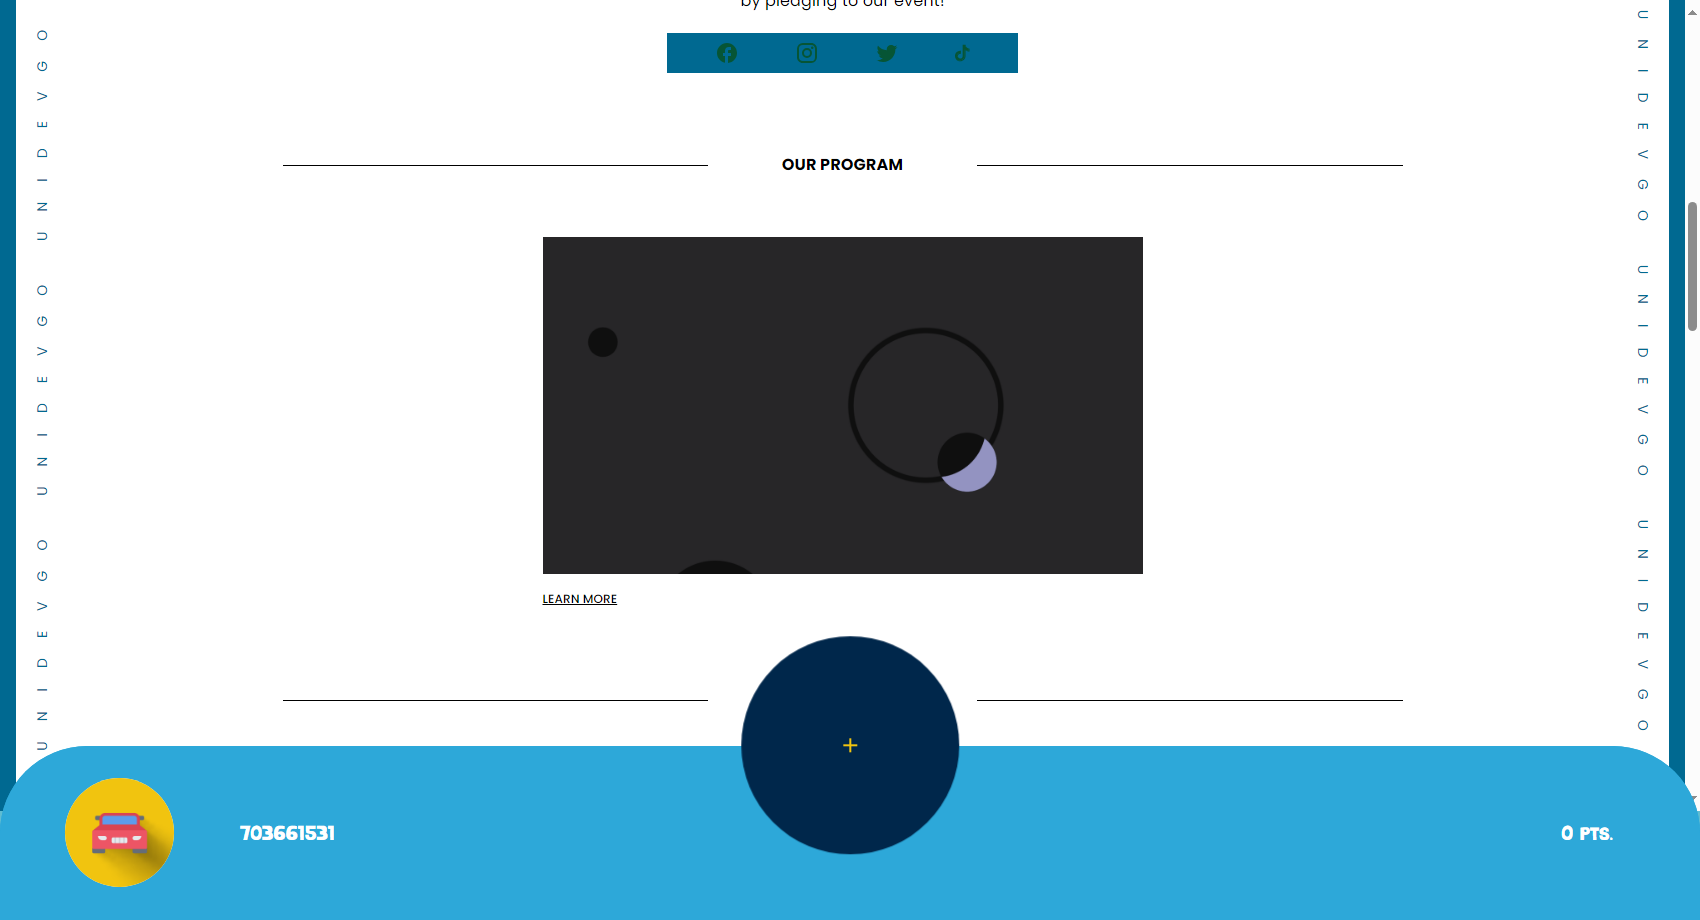 by pledging to our event!
OUR PROGRAM
LEARN MORE
703661531
0 PTS.
UNIDEVGO UNIDEVGO UNIDEVGO
UNIDEVGO UNIDEVGO UNIDEVGO